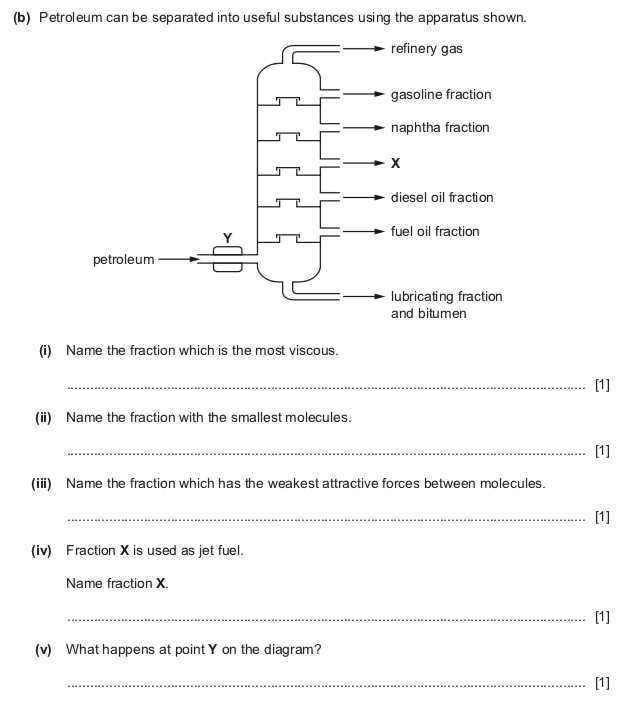 (b) Petroleum can be separated into useful substances using the apparatus shown.
refinery gas
gasoline fraction
naphtha fraction
X
diesel oil fraction
fuel oil fraction
Y
petroleum
lubricating fraction
and bitumen
(i) Name the fraction which is the most viscous.
[1]
(ii) Name the fraction with the smallest molecules.
[1]
(iii) Name the fraction which has the weakest attractive forces between molecules.
[1]
(iv) Fraction X is used as jet fuel.
Name fraction X.
[1]
(v) What happens at point Y on the diagram?
[1]